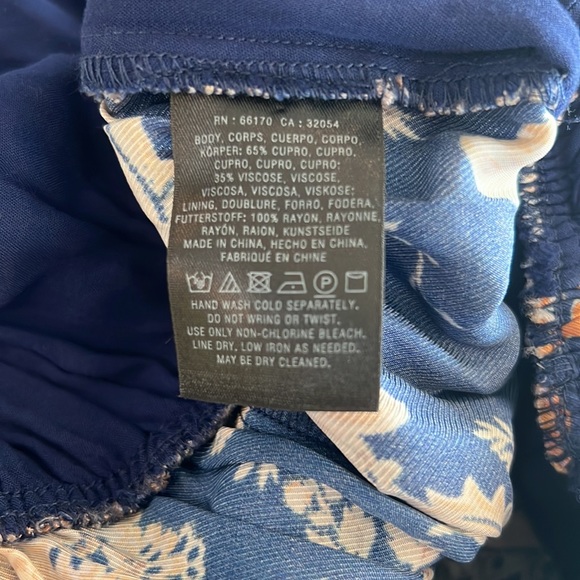 RN : 66170 CA : 32054
BODY, CORPS, CUERPO, CORPO,
KÖRPER: 65% CUPRO, CUPRO,
CUPRO, CUPRO, CUPRO;
35% VISCOSE, VISCOSE,
VISCOSA, VISCOSA, VISKOSE:
LINING, DOUBLURE, FORRO, FODERA,
FUTTERSTOFF: 100% RAYON, RAYONNE,
RAYÓN, RAION, KUNSTSEIDE
MADE IN CHINA, HECHO EN CHINA,
FABRIQUÉ EN CHINE
P
HAND WASH COLD SEPARATELY.
DO NOT WRING OR TWIST.
USE ONLY NON-CHLORINE BLEACH.
LINE DRY, LOW IRON AS NEEDED.
MAY BE DRY CLEANED.